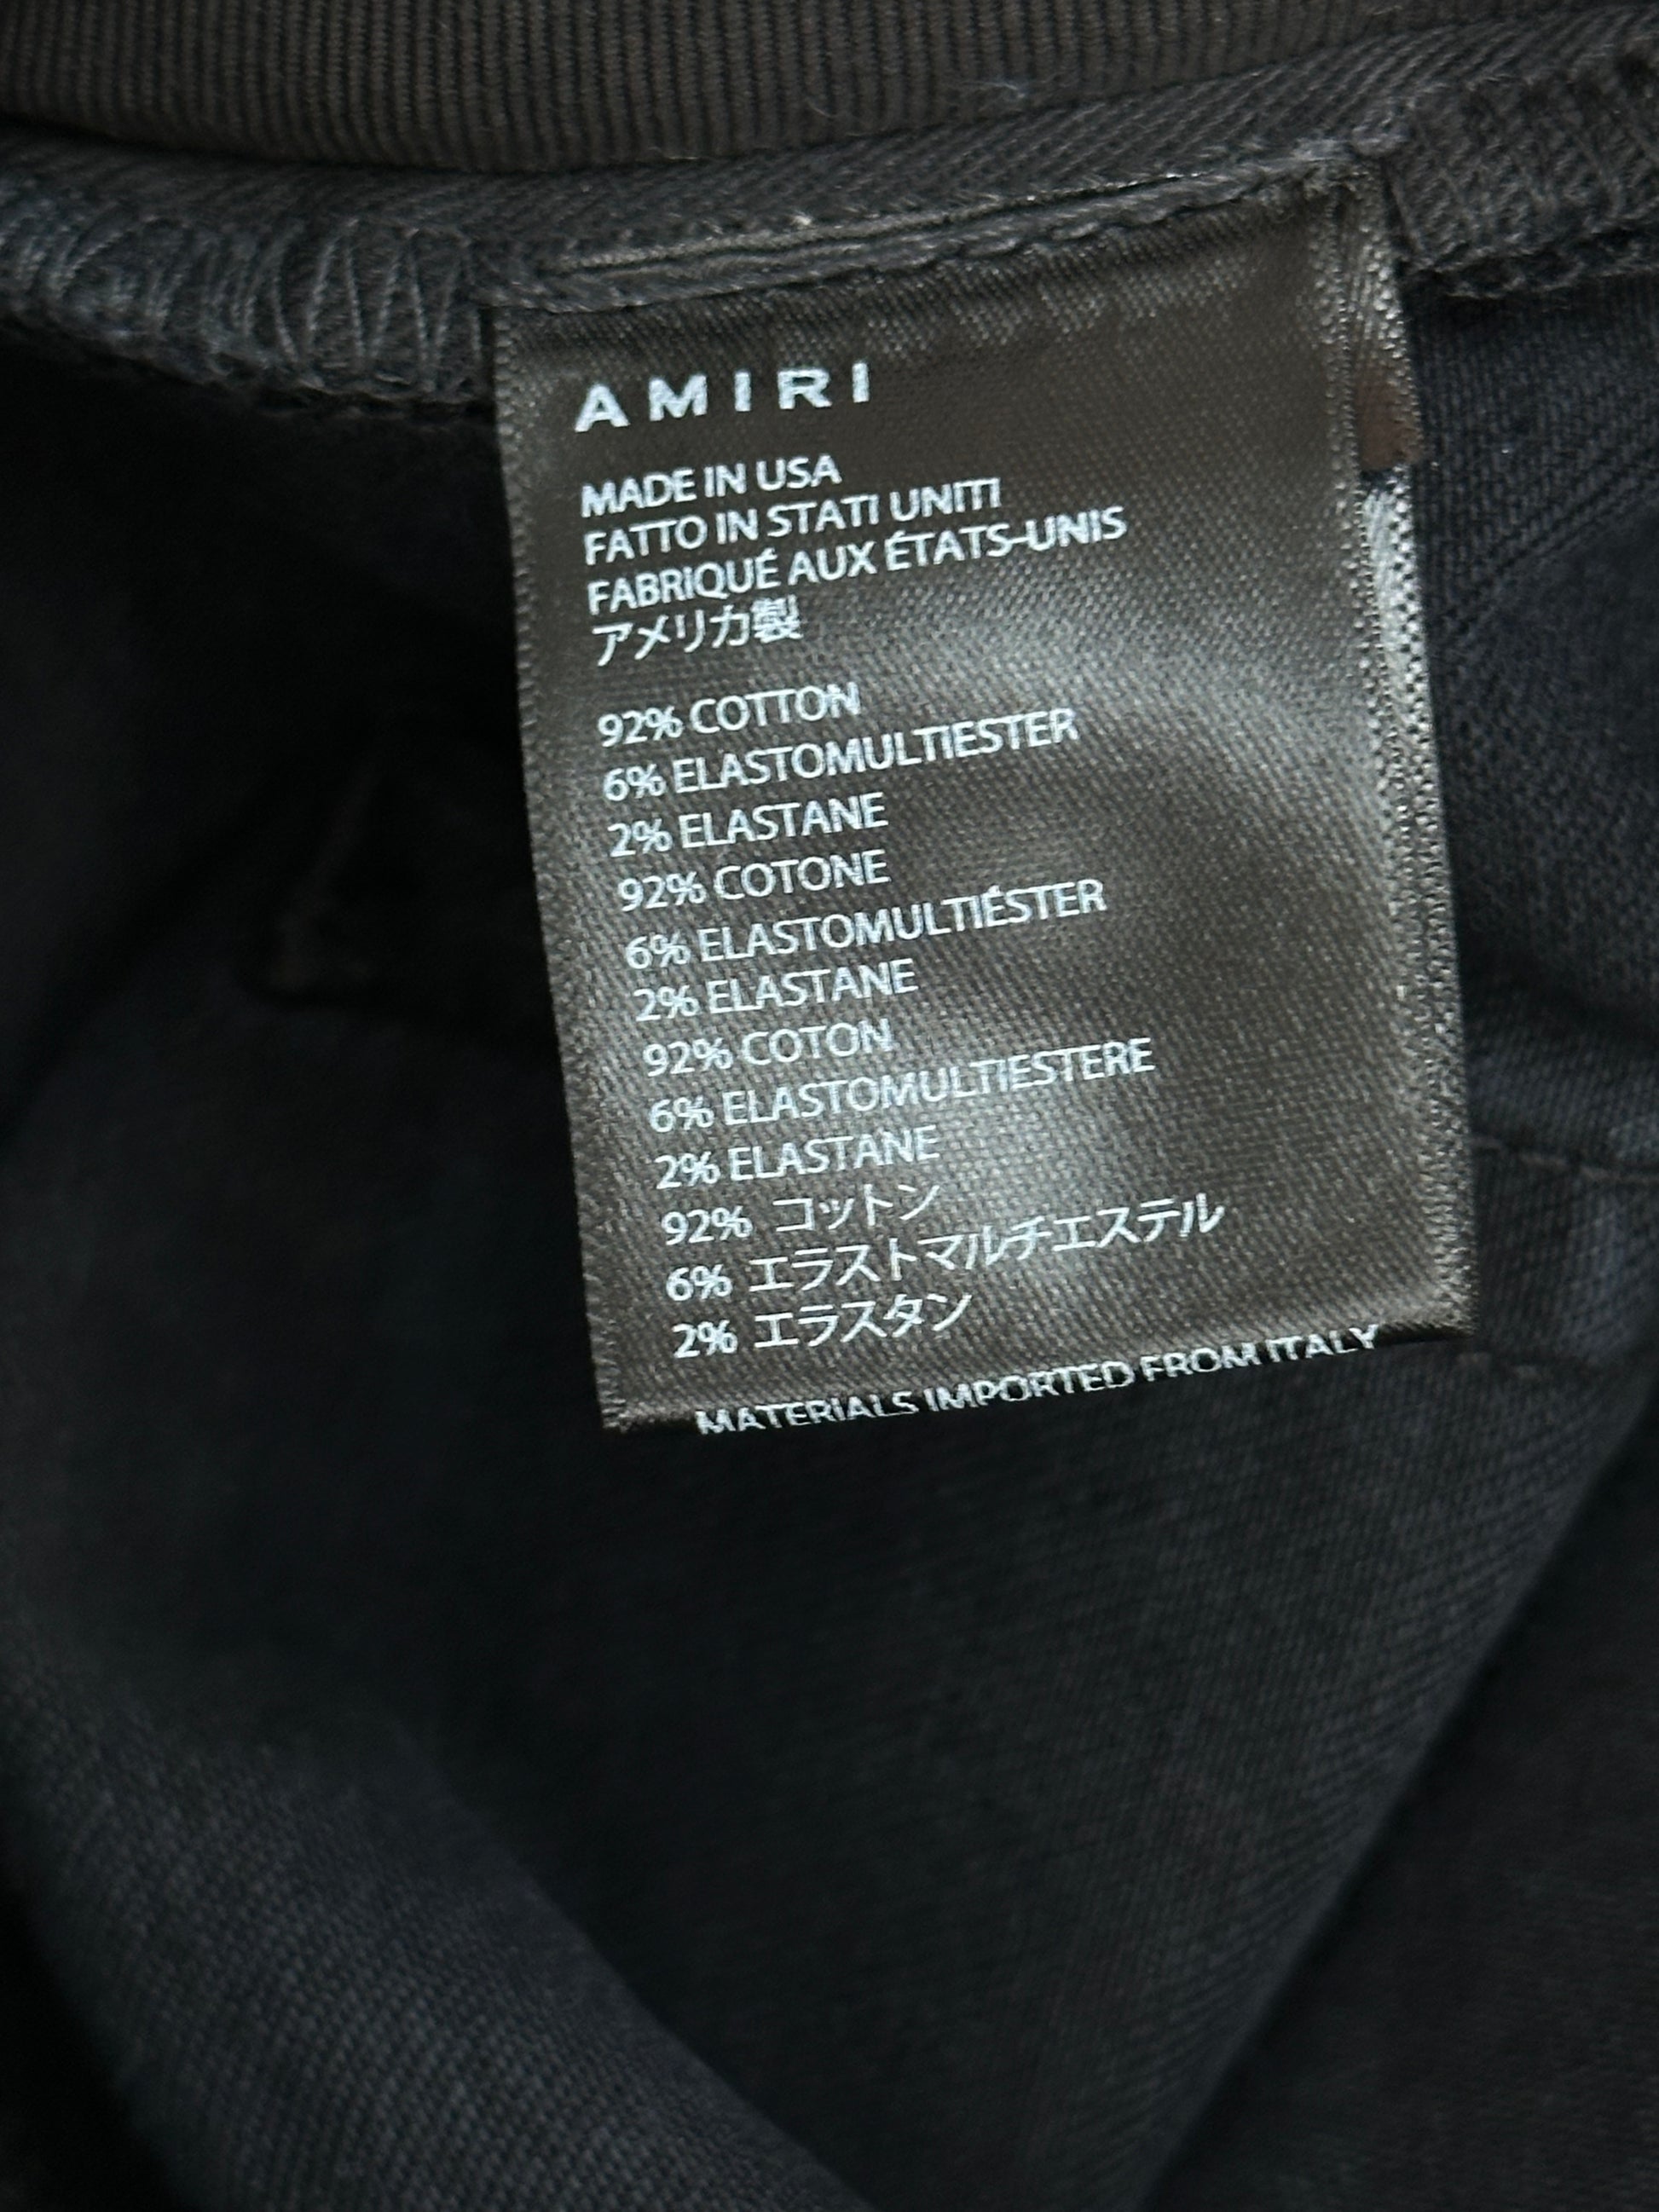 AMIRI
MADE IN USA
FATTO IN STATI UNITI
FABRIQUÉ AUX ÉTATS-UNIS
アメリカ製
92% COTTON
6% ELASTOMULTIESTER
2% ELASTANE
92% COTONE
6% ELASTOMULTIÉSTER
2% ELASTANE
92% COTON
6% ELASTOMULTIESTERE
2% ELASTANE
92% コットン
6% エラストマルチエステル
2% エラスタン
MATERIALS IMPORTED FROM ITALY